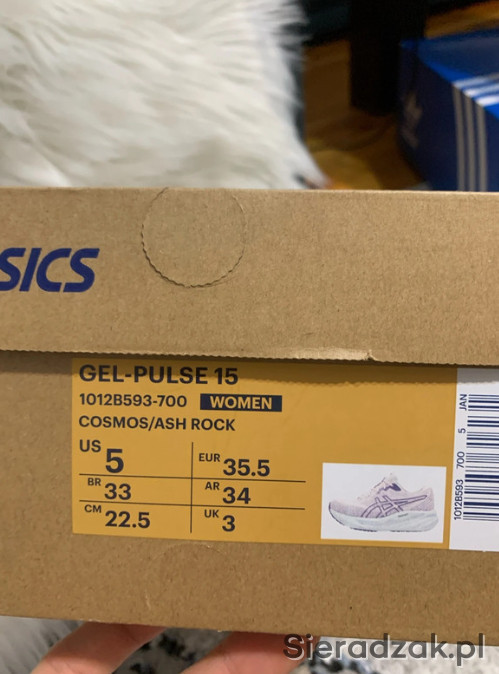 SICS
GEL-PULSE 15
1012B593-700 WOMEN
COSMOS/ASH ROCK
US 5 EUR 35.5
BR 33 AR 34
CM 22.5 UK 3
1012B593 700 5 JAN
Sieradzak.pl